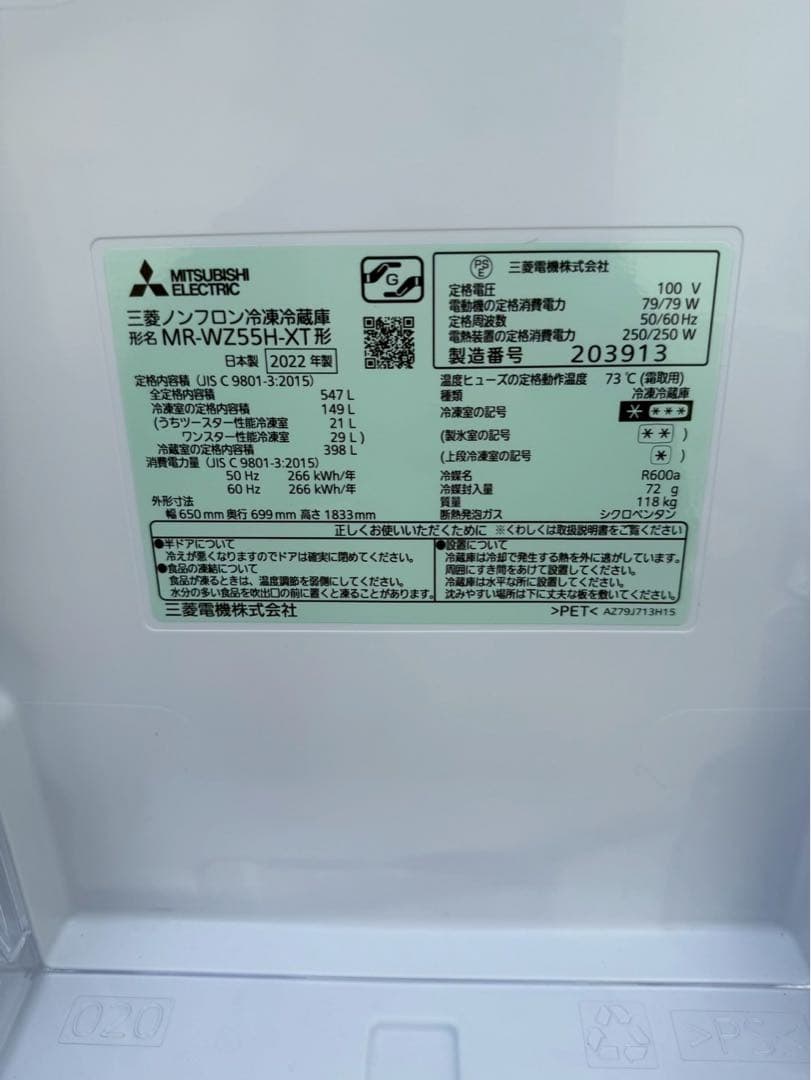 MITSUBISHI
ELECTRIC
G
三菱ノンフロン冷凍冷蔵庫
形名 MR-WZ55H-XT形
日本製 2022 年製
定格内容積（JIS C 9801-3:2015）
全定格内容積 547 L
冷凍室の定格内容積 149 L
(うちツースター性能冷凍室 21 L
ワンスター性能冷凍室 29 L)
冷蔵室の定格内容積 398 L
消費電力量（JIS C 9801-3:2015）
50 Hz 266 kWh/年
60 Hz 266 kWh/年
外形寸法
幅 650 mm 奥行 699 mm 高さ 1833 mm
PSE 三菱電機株式会社
定格電圧 100 V
電動機の定格消費電力 79/79 W
定格周波数 50/60 Hz
電熱装置の定格消費電力 250/250 W
製造番号 203913
温度ヒューズの定格動作温度 73 ℃ (霜取用)
種類 冷凍冷蔵庫
冷凍室の記号 * ***
(製氷室の記号 ** )
(上段冷凍室の記号 * )
冷媒名 R600a
冷媒封入量 72 g
質量 118 kg
断熱発泡ガス シクロペンタン
正しくお使いいただくために ※くわしくは取扱説明書をご覧ください
●半ドアについて
冷えが悪くなりますのでドアは確実に閉めてください。
●食品の凍結について
食品が凍るときは、温度調節を弱側にしてください。
水分の多い食品を吹出口の前に置くと凍ることがあります。
●設置について
冷蔵庫は冷却で発生する熱を外に逃がしています。
周囲にすき間をあけて設置してください。
冷蔵庫は水平な所に設置してください。
沈みやすい場所は下に丈夫な板を敷いてください。
三菱電機株式会社
>PET< AZ79J713H15
020
>PS<